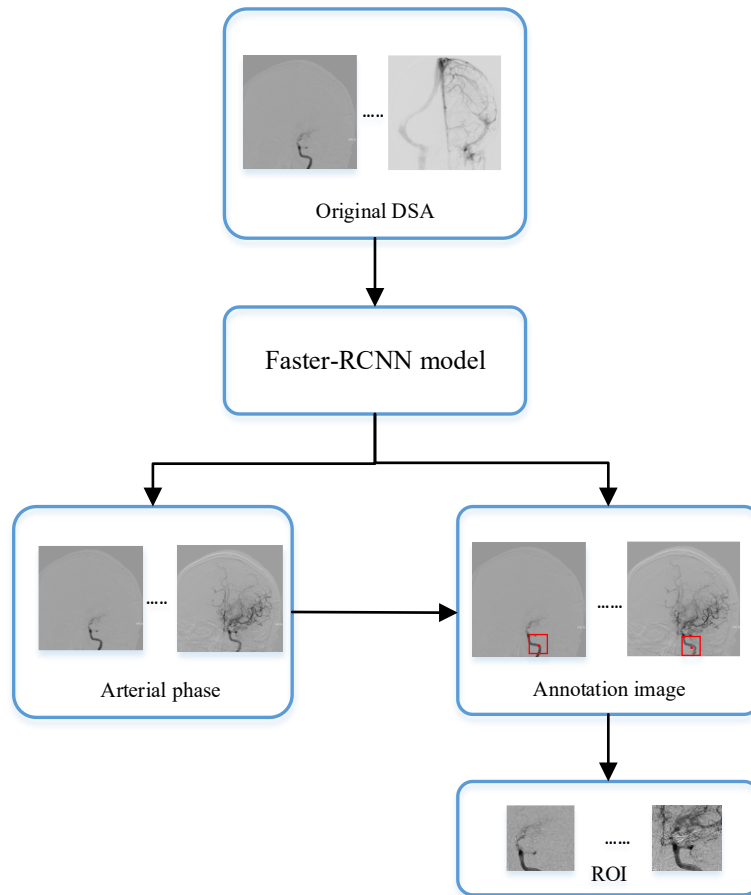 .....
Original DSA
Faster-RCNN model
.....
Arterial phase
......
Annotation image
......
ROI